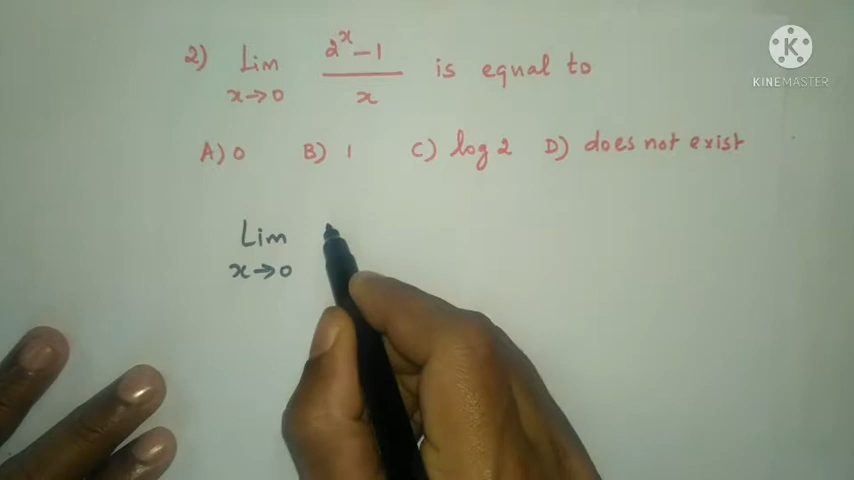 2) Lim 2^x - 1 is equal to
x→0 x
A) 0 B) 1 C) log 2 D) does not exist
Lim
x→0
KINEMASTER